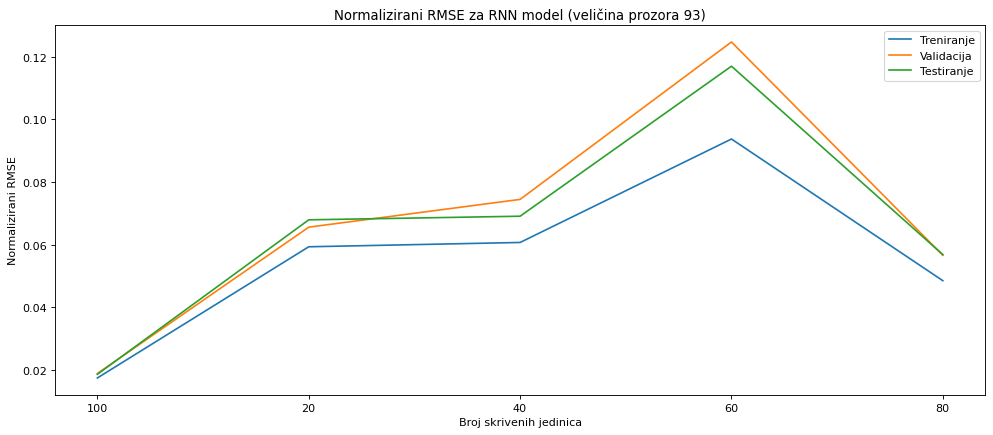 Normalizirani RMSE za RNN model (veličina prozora 93)
Treniranje
Validacija
Testiranje
Normalizirani RMSE
0.12
0.10
0.08
0.06
0.04
0.02
100 20 40 60 80
Broj skrivenih jedinica